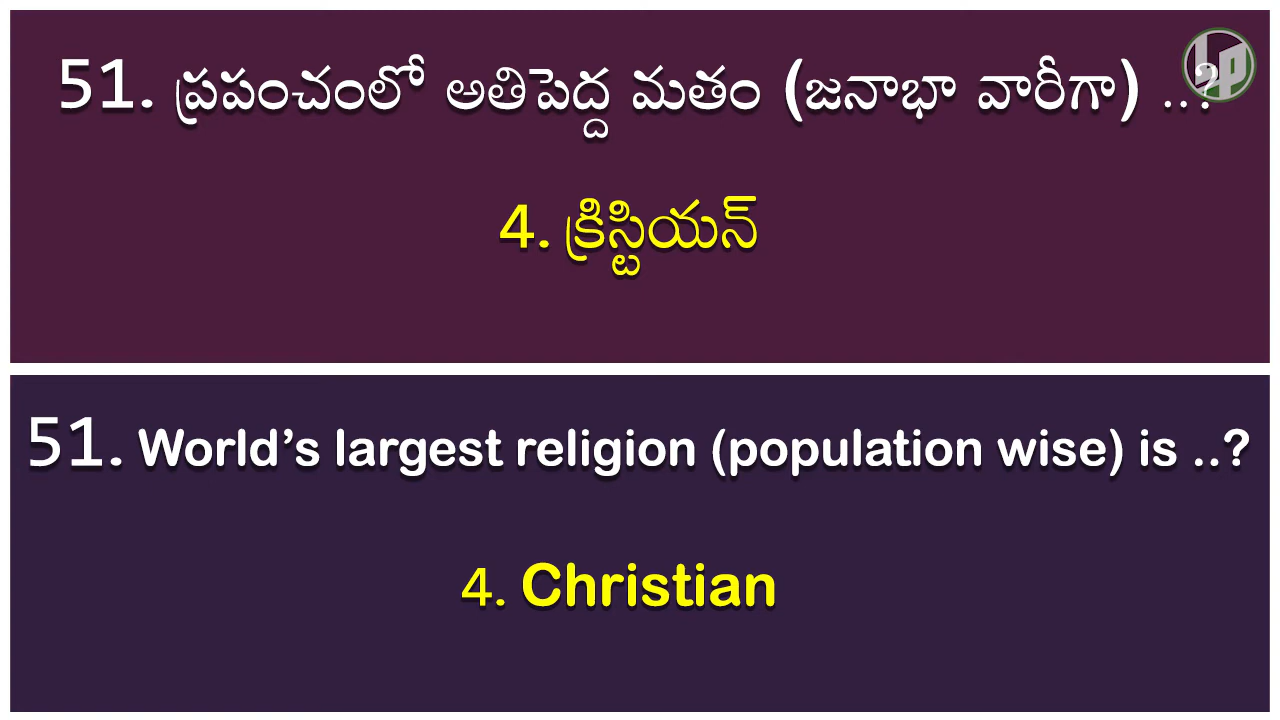 51. ప్రపంచంలో అతిపెద్ద మతం (జనాభా వారీగా) ..?
4. క్రిస్టియన్
51. World’s largest religion (population wise) is ..?
4. Christian